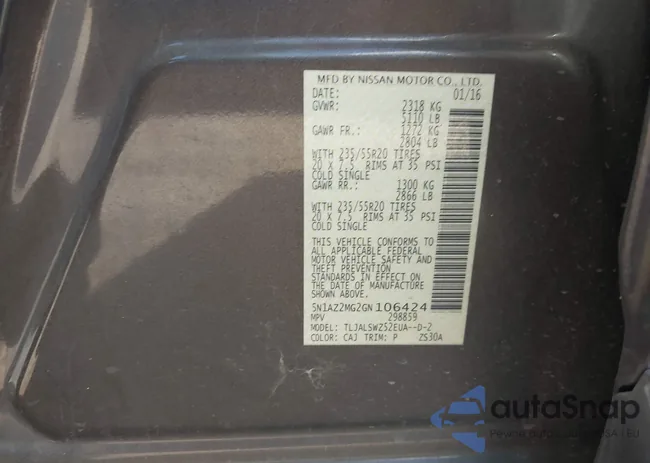 MFD BY NISSAN MOTOR CO., LTD.
DATE: 01/16
GVWR: 2318 KG
5110 LB
GAWR FR.: 1272 KG
2804 LB
WITH 235/55R20 TIRES
20 X 7.5 RIMS AT 35 PSI
COLD SINGLE
GAWR RR.: 1300 KG
2866 LB
WITH 235/55R20 TIRES
20 X 7.5 RIMS AT 35 PSI
COLD SINGLE
THIS VEHICLE CONFORMS TO
ALL APPLICABLE FEDERAL
MOTOR VEHICLE SAFETY AND
THEFT PREVENTION
STANDARDS IN EFFECT ON
THE DATE OF MANUFACTURE
SHOWN ABOVE.
5N1AZ2MG2GN106424
MPV 298859
MODEL: TLJALSWZ52EUA--D-2
COLOR: CAJ TRIM: P ZS30A
autoSnap